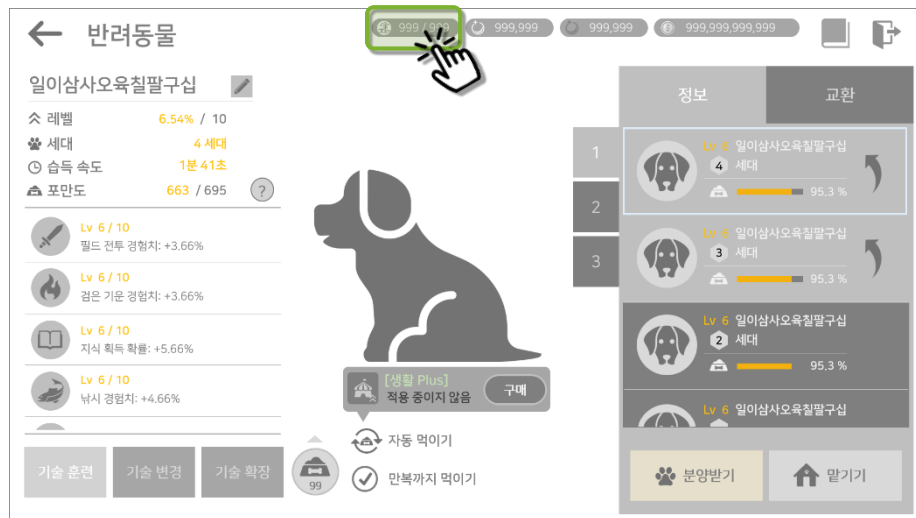 반려동물
999 / 999
999,999
999,999
999,999,999,999
일이삼사오육칠팔구십
레벨 6.54% / 10
세대 4 세대
습득 속도 1분 41초
포만도 663 / 695 ?
Lv 6 / 10
필드 전투 경험치: +3.66%
Lv 6 / 10
검은 기운 경험치: +3.66%
Lv 6 / 10
지식 획득 확률: +5.66%
Lv 6 / 10
낚시 경험치: +4.66%
기술 훈련
기술 변경
기술 확장
[생활 Plus]
적용 중이지 않음
구매
자동 먹이기
99
만복까지 먹이기
1
2
3
정보
교환
Lv 6 일이삼사오육칠팔구십
4 세대
95.3 %
Lv 6 일이삼사오육칠팔구십
3 세대
95.3 %
Lv 6 일이삼사오육칠팔구십
2 세대
95.3 %
Lv 6 일이삼사오육칠팔구십
분양받기
맡기기